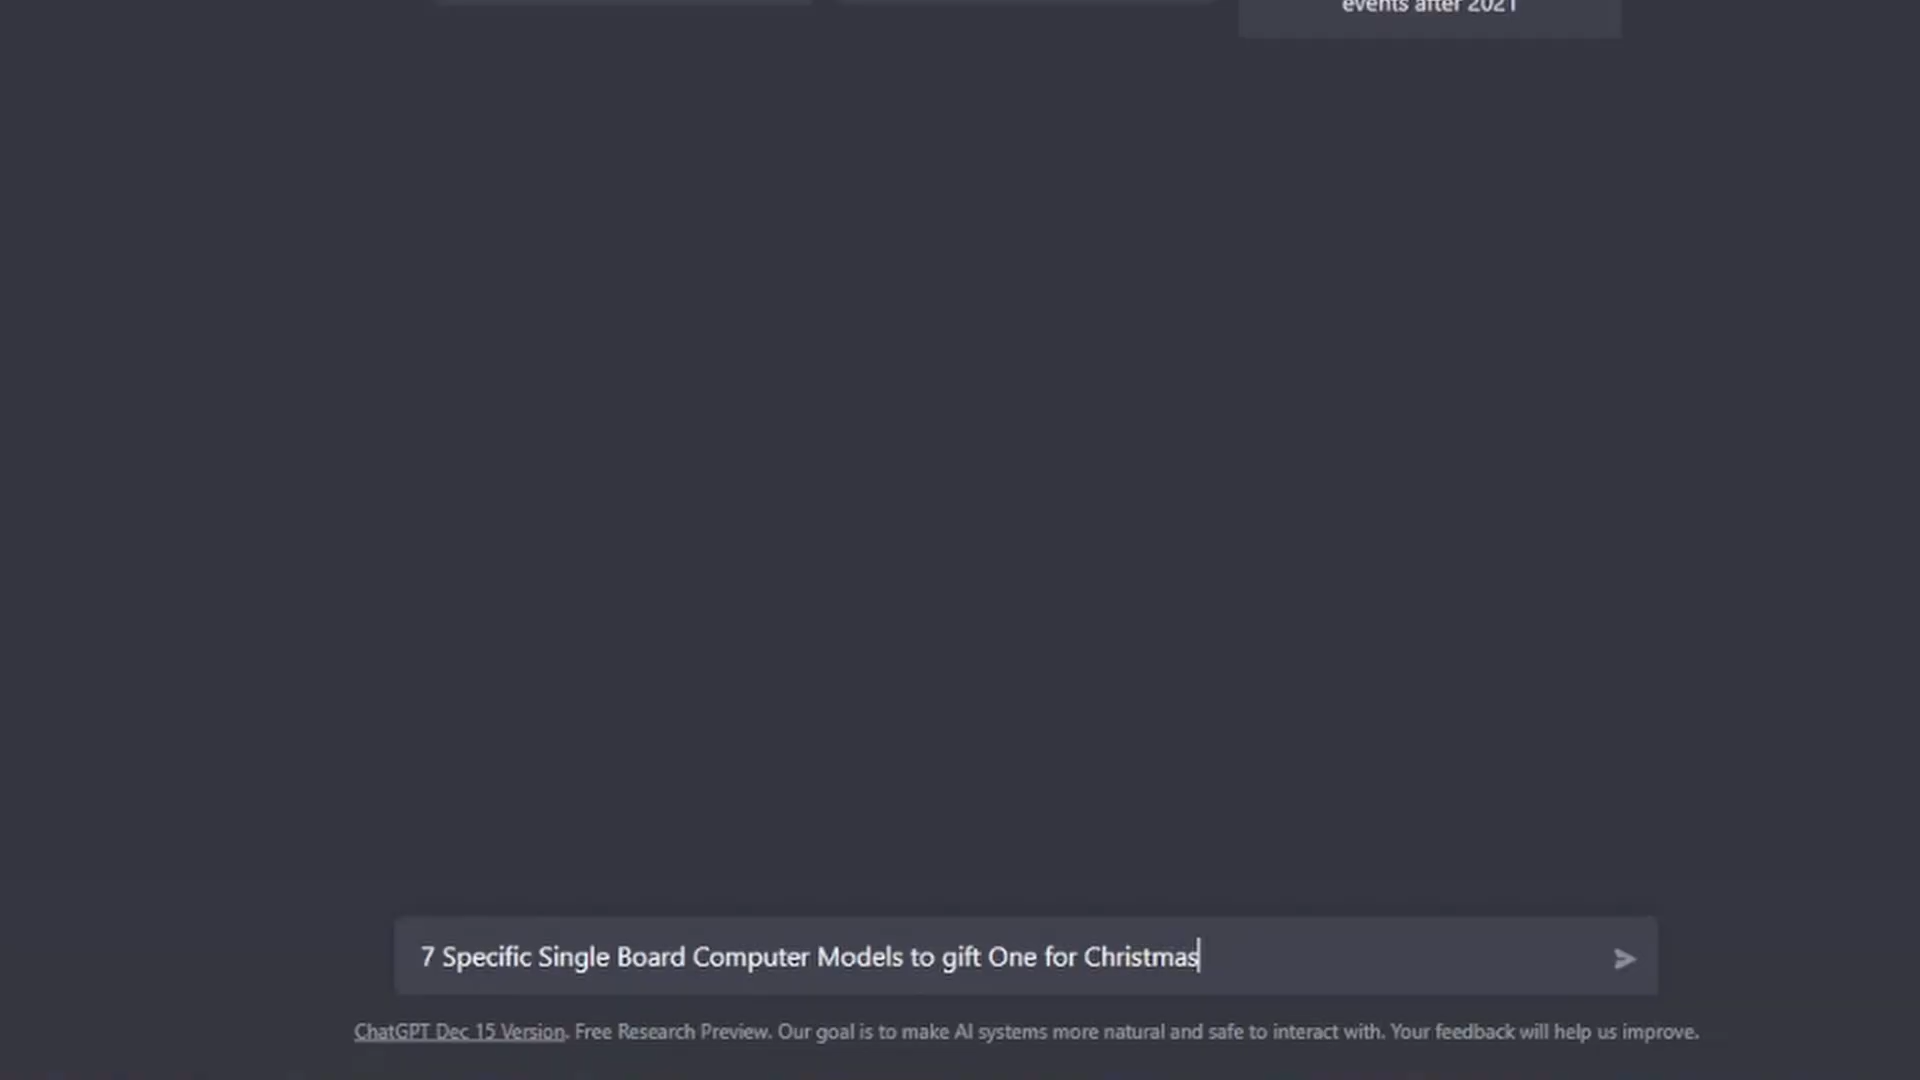 events after 2021
7 Specific Single Board Computer Models to gift One for Christmas
ChatGPT Dec 15 Version. Free Research Preview. Our goal is to make AI systems more natural and safe to interact with. Your feedback will help us improve.